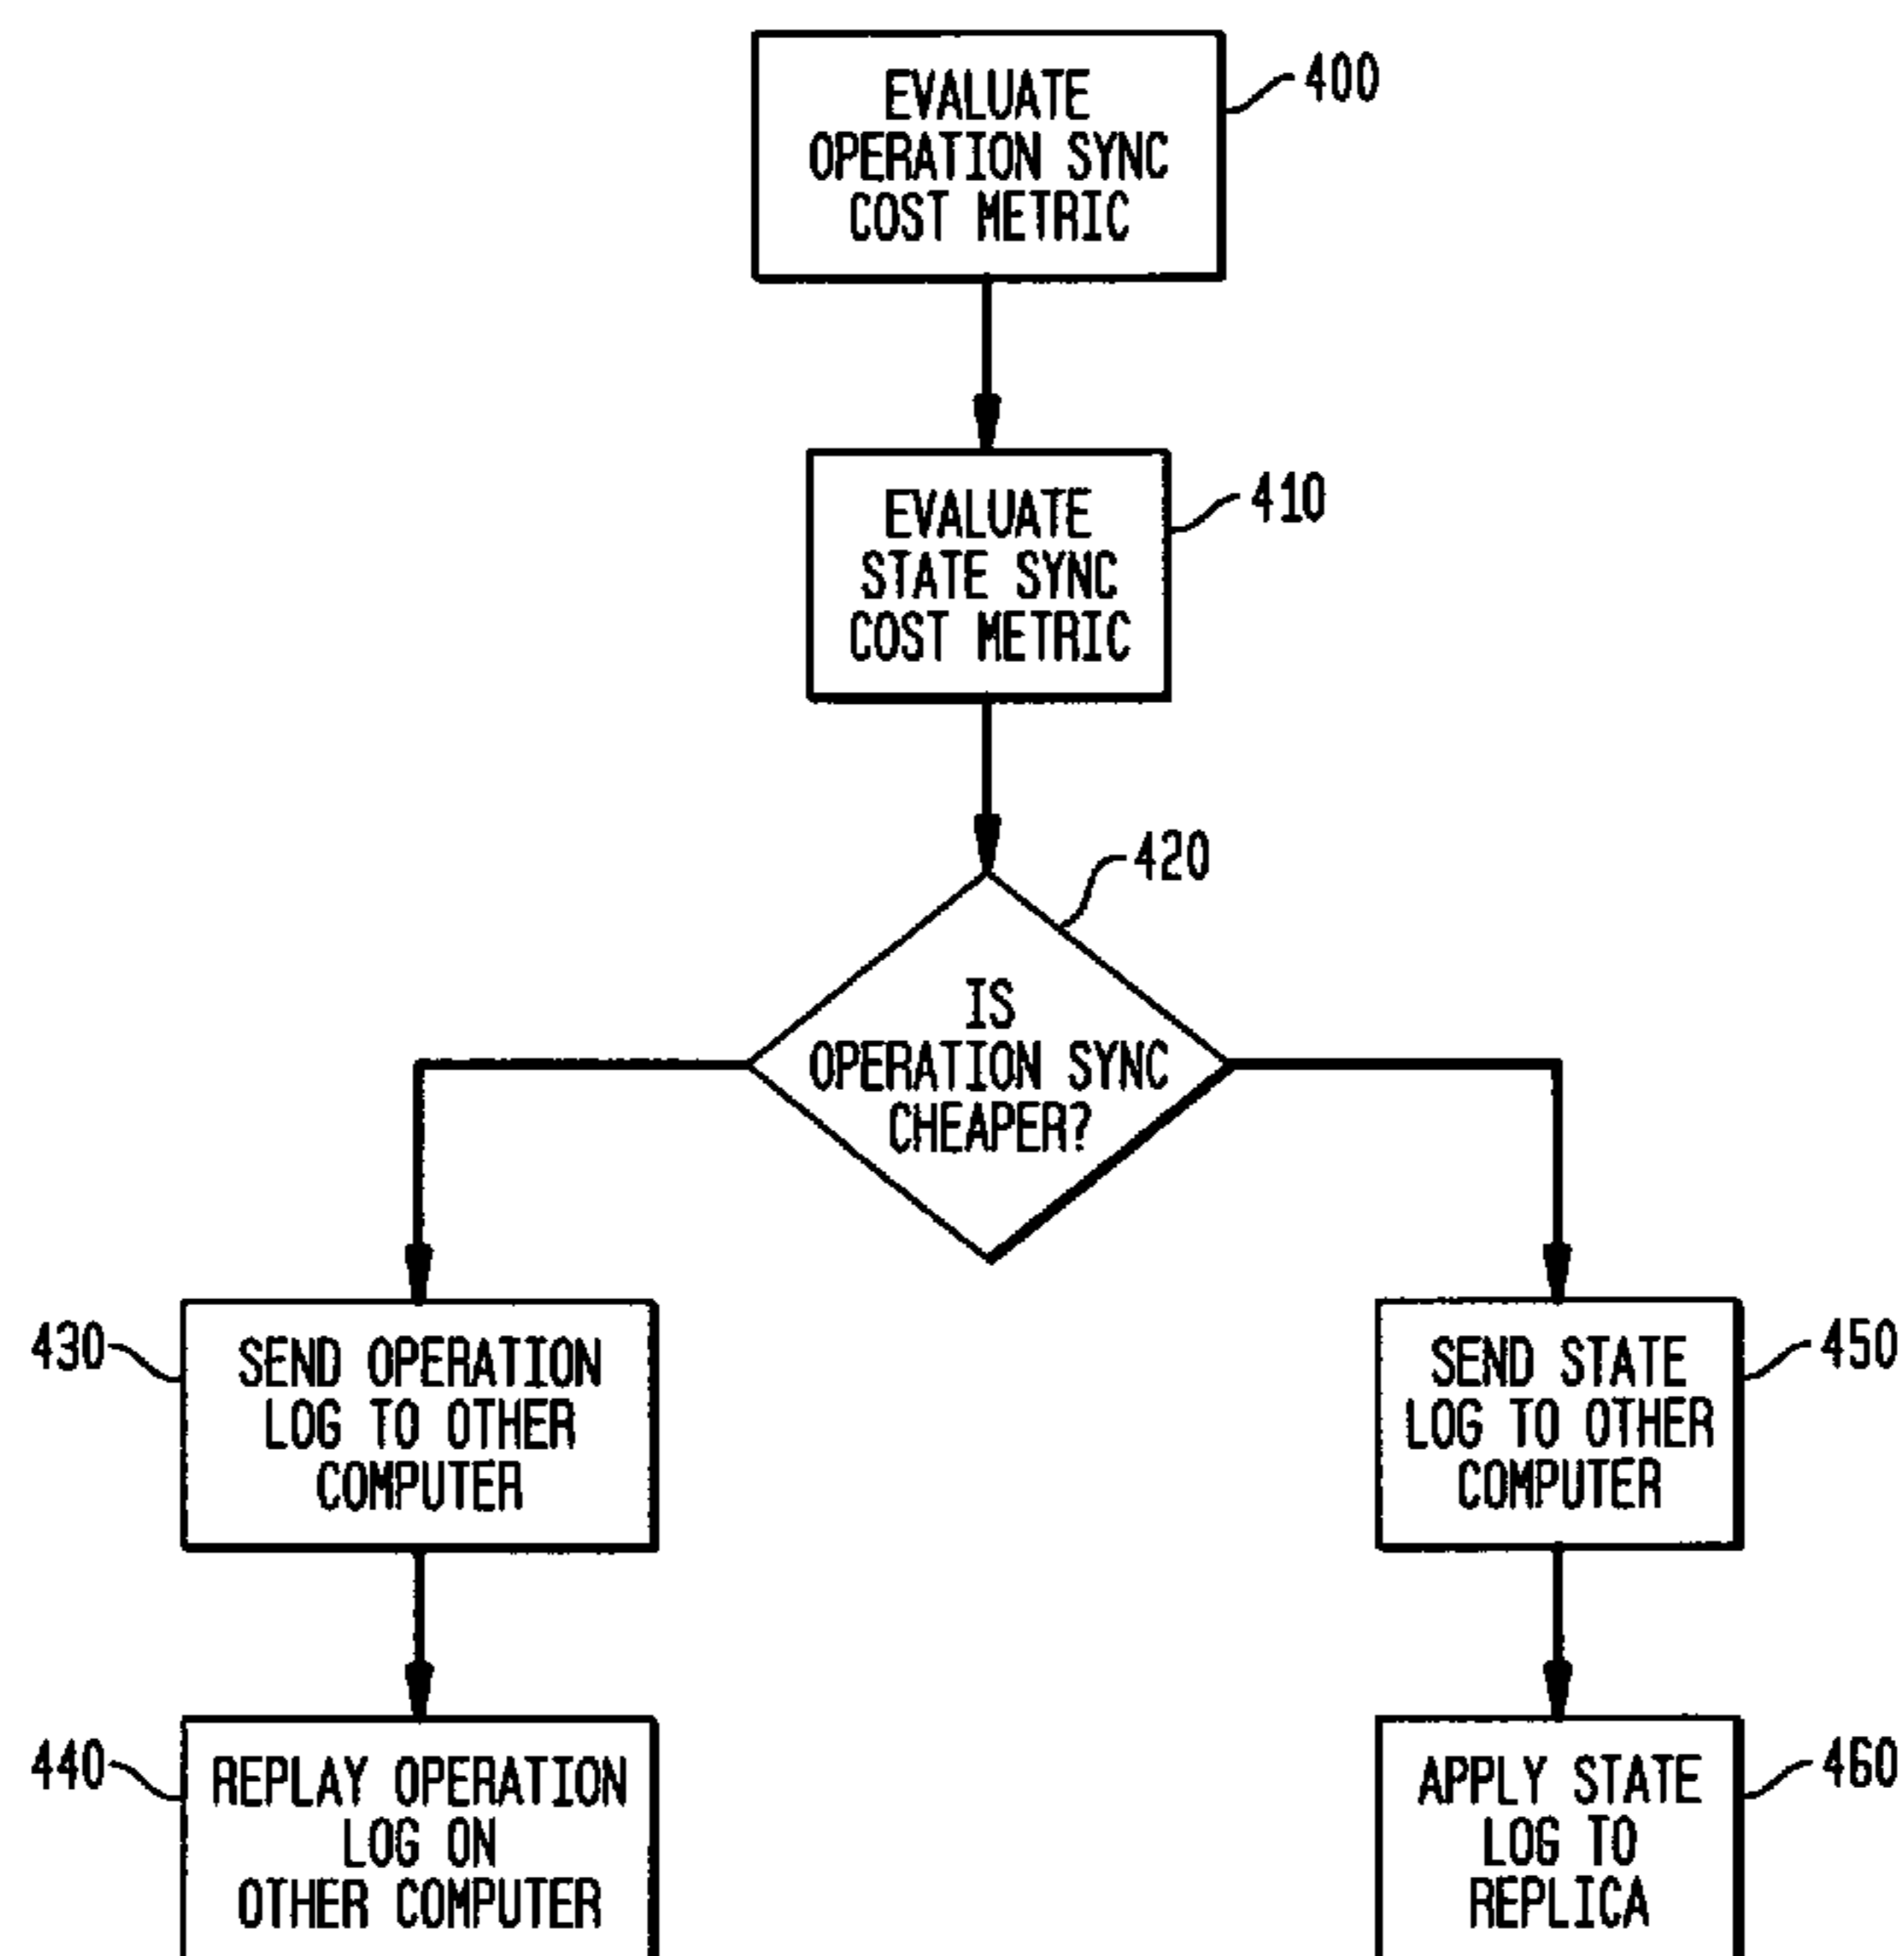 EVALUATE
OPERATION SYNC
COST METRIC
400
EVALUATE
STATE SYNC
COST METRIC
410
420
IS
OPERATION SYNC
CHEAPER?
430
SEND OPERATION
LOG TO OTHER
COMPUTER
SEND STATE
LOG TO OTHER
COMPUTER
450
440
REPLAY OPERATION
LOG ON
OTHER COMPUTER
APPLY STATE
LOG TO
REPLICA
460